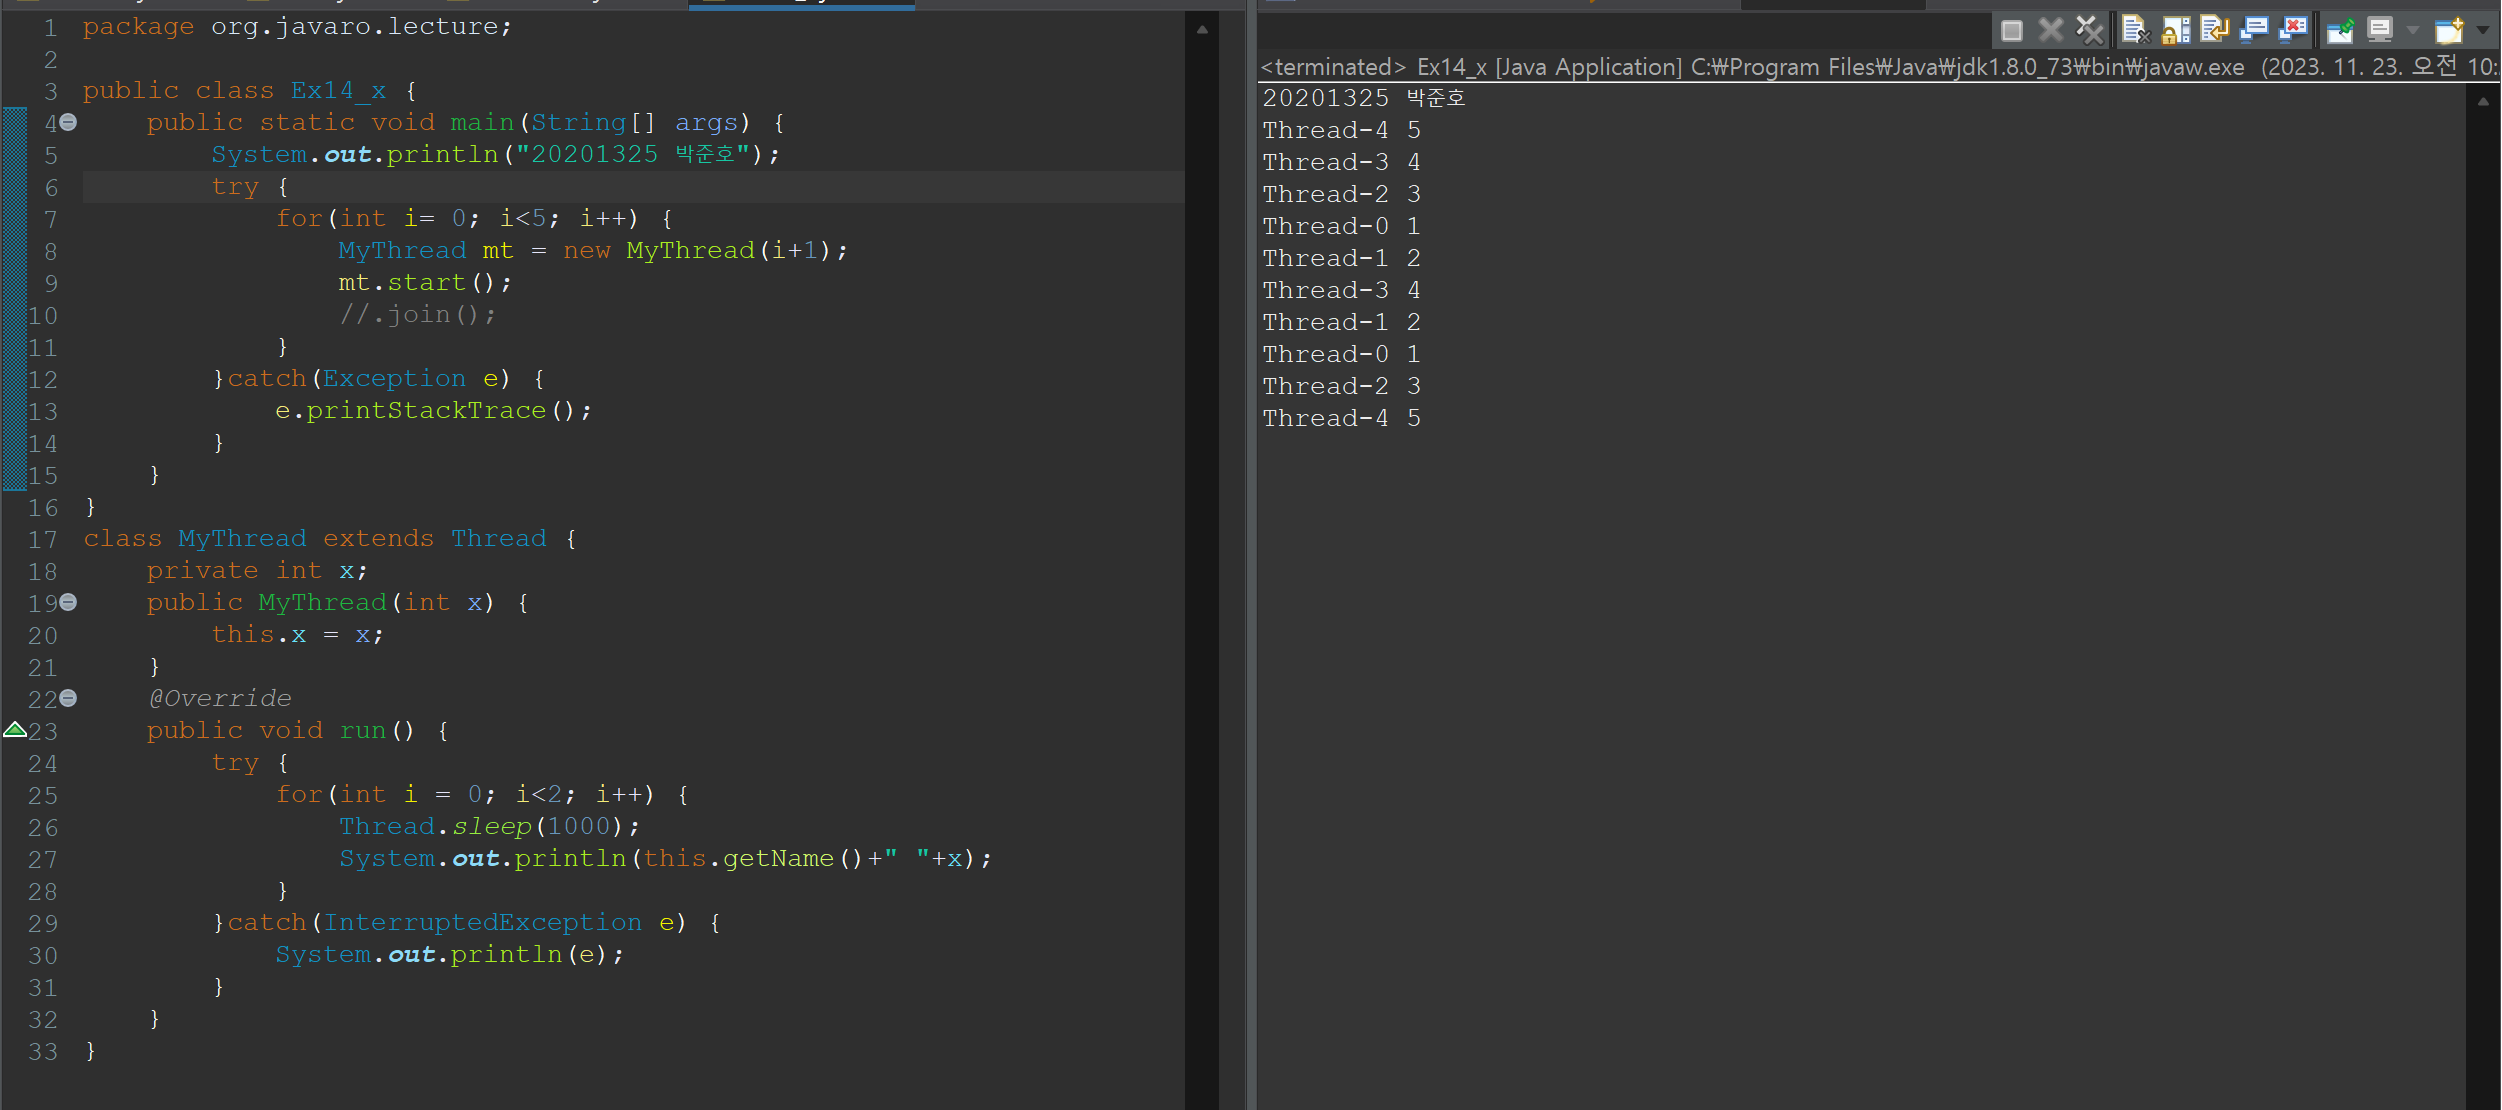 1 package org.javaro.lecture;
2
3 public class Ex14_x {
4     public static void main(String[] args) {
5         System.out.println("20201325 박준호");
6         try {
7             for(int i= 0; i<5; i++) {
8                 MyThread mt = new MyThread(i+1);
9                 mt.start();
10                 //.join();
11             }
12         }catch(Exception e) {
13             e.printStackTrace();
14         }
15     }
16 }
17 class MyThread extends Thread {
18     private int x;
19     public MyThread(int x) {
20         this.x = x;
21     }
22     @Override
23     public void run() {
24         try {
25             for(int i = 0; i<2; i++) {
26                 Thread.sleep(1000);
27                 System.out.println(this.getName()+" "+x);
28             }
29         }catch(InterruptedException e) {
30             System.out.println(e);
31         }
32     }
33 }
<terminated> Ex14_x [Java Application] C:₩Program Files₩Java₩jdk1.8.0_73₩bin₩javaw.exe (2023. 11. 23. 오전 10:
20201325 박준호
Thread-4 5
Thread-3 4
Thread-2 3
Thread-0 1
Thread-1 2
Thread-3 4
Thread-1 2
Thread-0 1
Thread-2 3
Thread-4 5